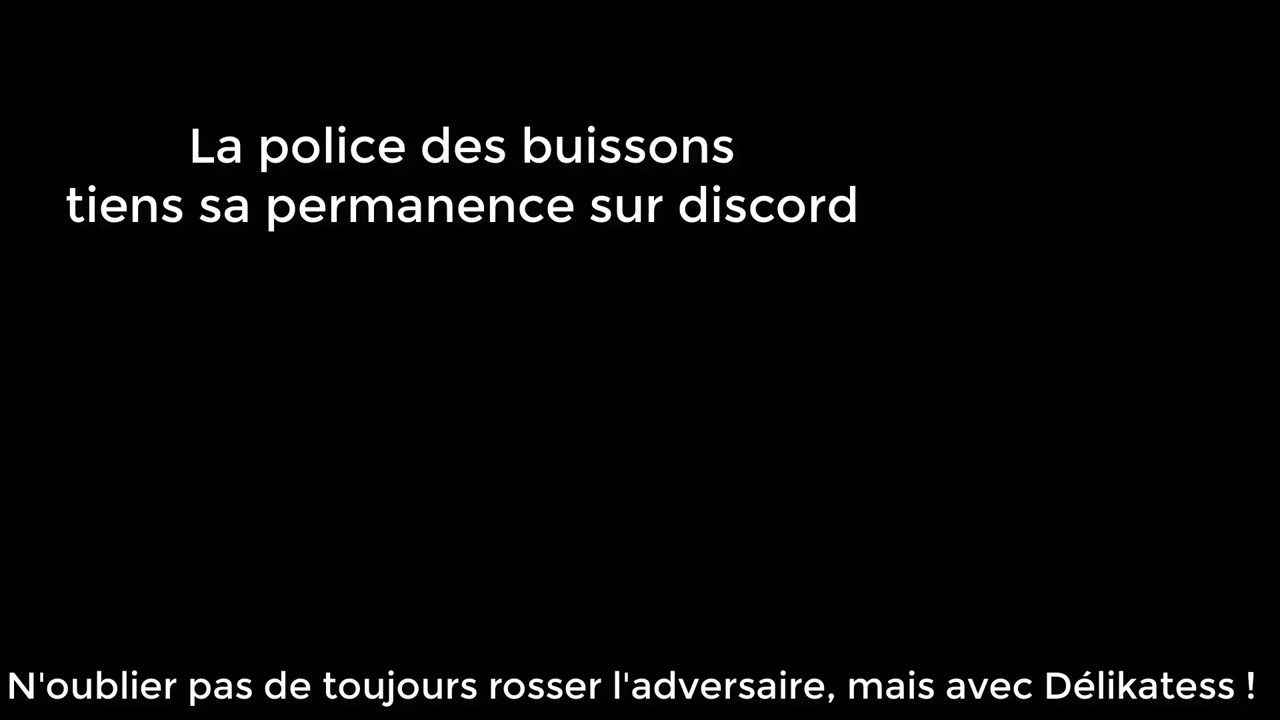 La police des buissons
tiens sa permanence sur discord
N'oublier pas de toujours rosser l'adversaire, mais avec Délikatess !